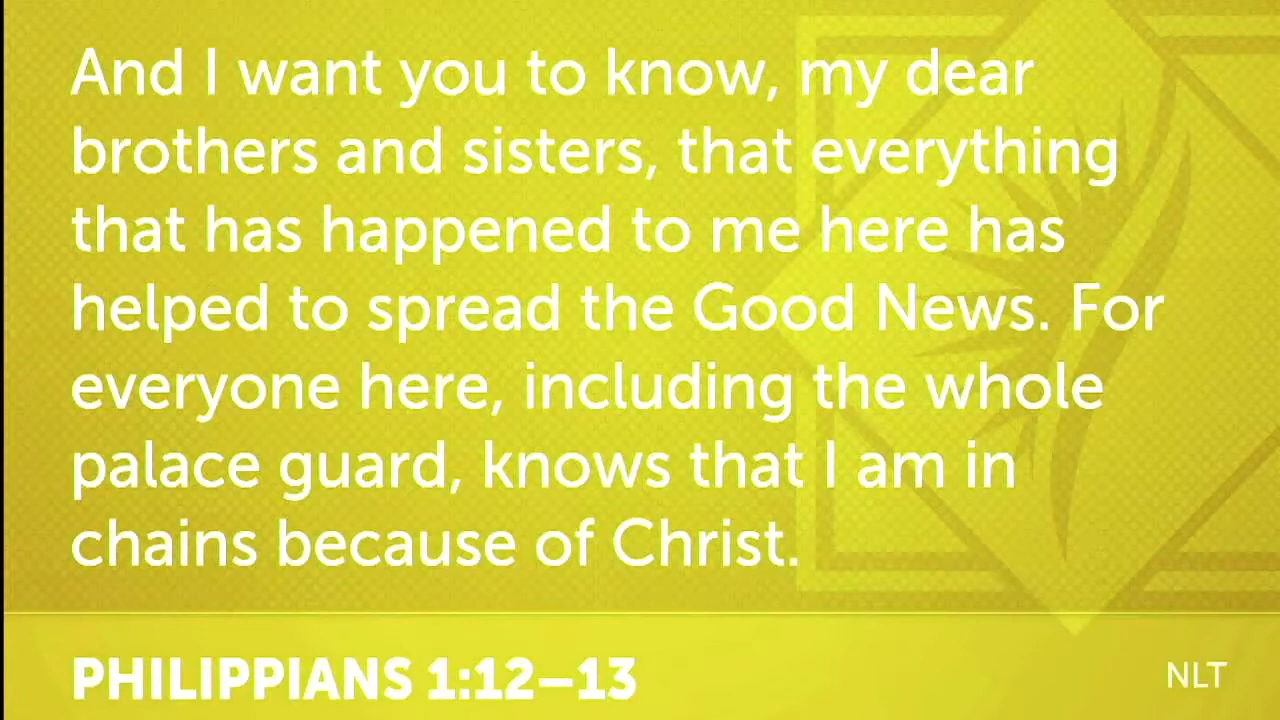 And I want you to know, my dear
brothers and sisters, that everything
that has happened to me here has
helped to spread the Good News. For
everyone here, including the whole
palace guard, knows that I am in
chains because of Christ.
PHILIPPIANS 1:12–13
NLT